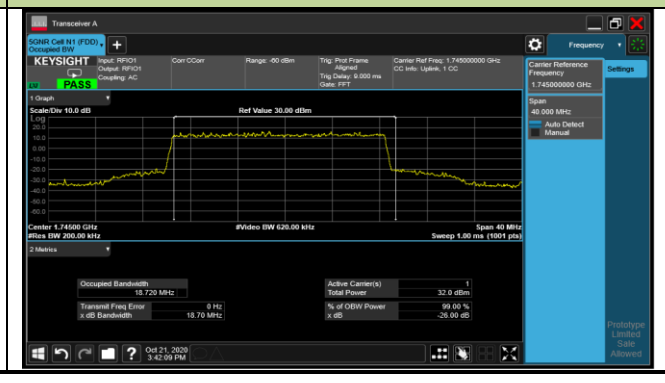 Transceiver A
5GNR Cell N1 (FDD)
Occupied BW
Frequency
KEYSIGHT
Input: RFIO1
Output: RFIO1
Coupling: AC
Corr CCorr
Range: -60 dBm
Trig: Prot Frame
Aligned
Trig Delay: 9.000 ms
Gate: FFT
Carrier Ref Freq: 1.745000000 GHz
CC Info: Uplink, 1 CC
PASS
Carrier Reference
Frequency
1.745000000 GHz
Settings
Span
40.000 MHz
Auto Detect
Manual
1 Graph
Scale/Div 10.0 dB
Ref Value 30.00 dBm
Log
20.0
10.0
0.00
-10.0
-20.0
-30.0
-40.0
-50.0
-60.0
Center 1.74500 GHz
#Video BW 620.00 kHz
Span 40 MHz
#Res BW 200.00 kHz
Sweep 1.00 ms (1001 pts)
2 Metrics
Occupied Bandwidth
18.720 MHz
Active Carrier(s) 1
Total Power 32.0 dBm
Transmit Freq Error 0 Hz
x dB Bandwidth 18.70 MHz
% of OBW Power 99.00 %
x dB -26.00 dB
Prototype
Limited
Sale
Allowed
Oct 21, 2020
3:42:09 PM